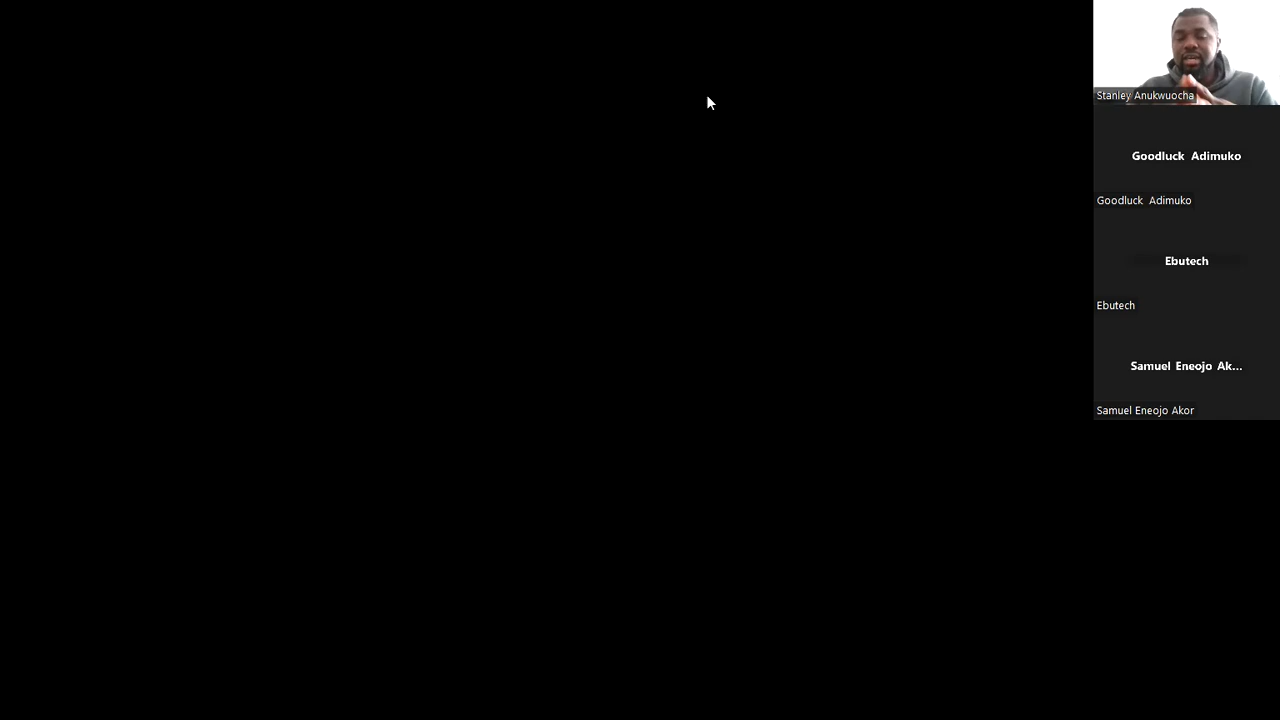 Stanley Anukwuocha
Goodluck Adimuko
Goodluck Adimuko
Ebutech
Ebutech
Samuel Eneojo Ak...
Samuel Eneojo Akor